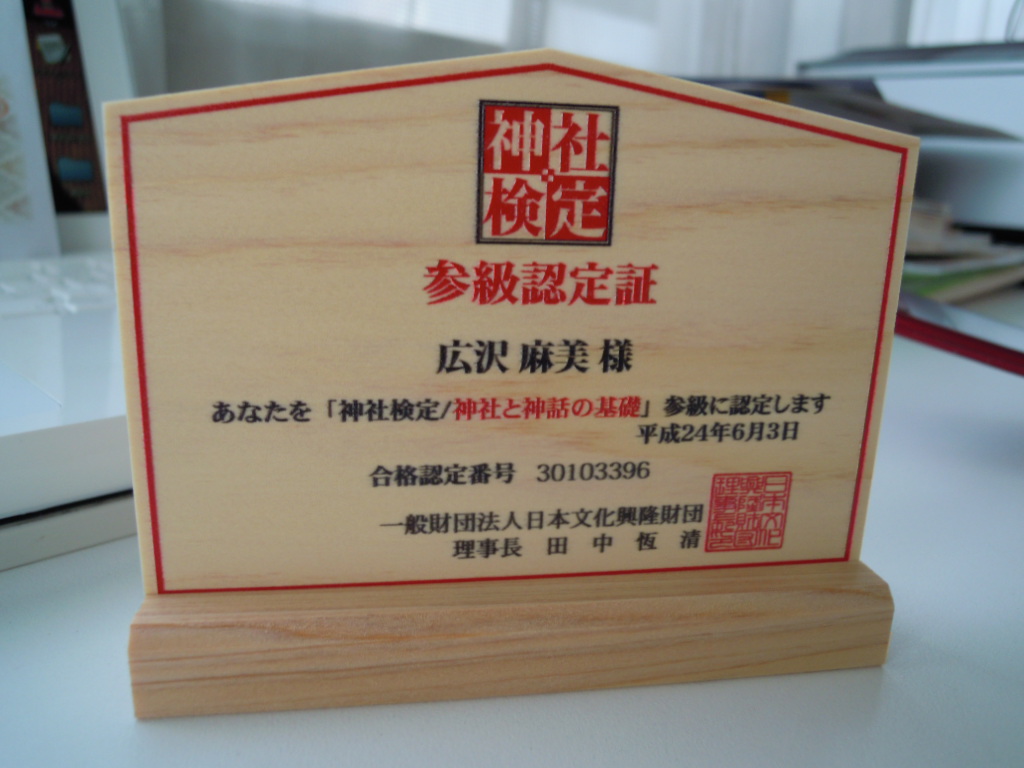 神社
検定
参級認定証
広沢 麻美 様
あなたを「神社検定/神社と神話の基礎」参級に認定します
平成24年6月3日
合格認定番号 30103396
一般財団法人日本文化興隆財団
理事長 田中恆清